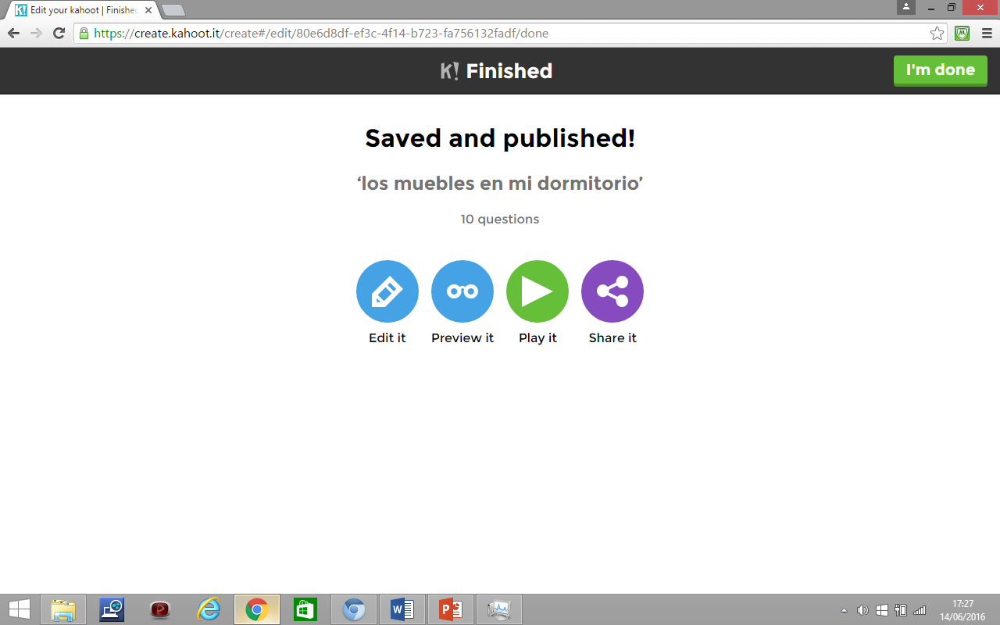 Edit your kahoot | Finished
https://create.kahoot.it/create#/edit/80e6d8df-ef3c-4f14-b723-fa756132fadf/done
K! Finished
I'm done
Saved and published!
‘los muebles en mi dormitorio’
10 questions
Edit it
Preview it
Play it
Share it
17:27
14/06/2016